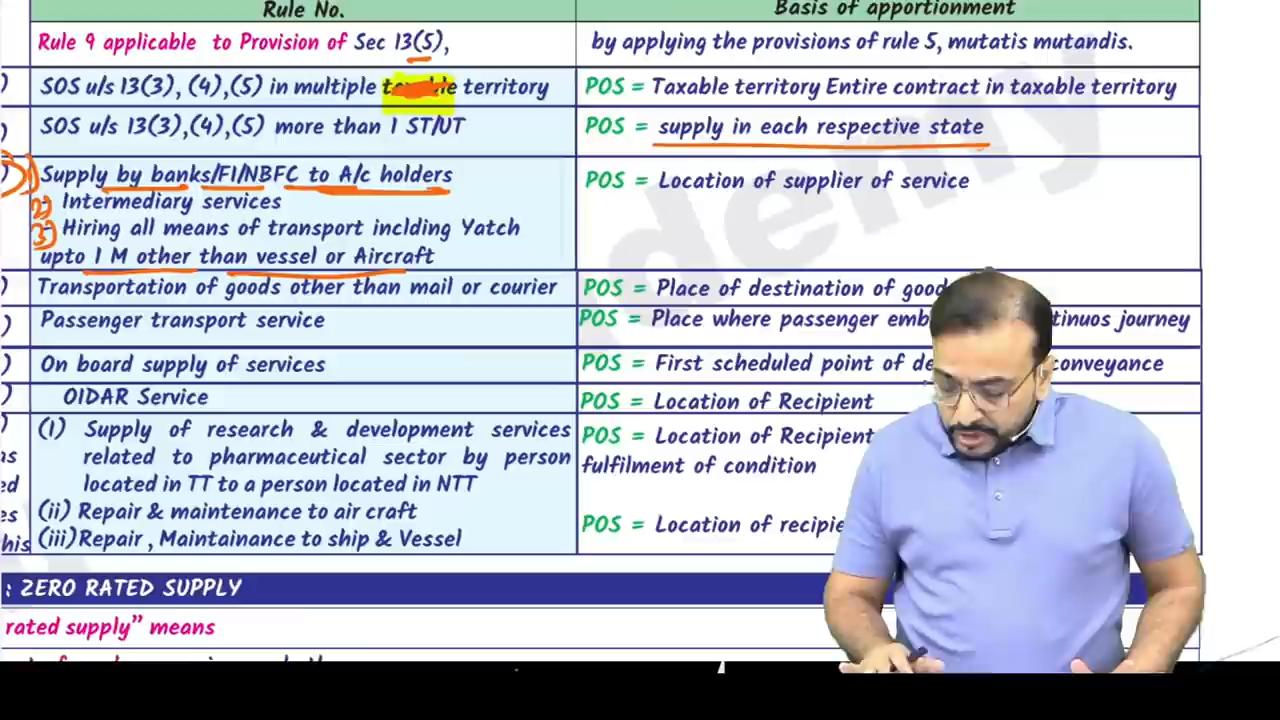 Rule No.
Basis of apportionment
Rule 9 applicable to Provision of Sec 13(5),
by applying the provisions of rule 5, mutatis mutandis.
SOS u/s 13(3), (4),(5) in multiple taxable territory
POS = Taxable territory Entire contract in taxable territory
SOS u/s 13(3),(4),(5) more than 1 ST/UT
POS = supply in each respective state
1) Supply by banks/FI/NBFC to A/c holders
POS = Location of supplier of service
2) - Intermediary services
3) - Hiring all means of transport inclding Yatch
upto 1 M other than vessel or Aircraft
Transportation of goods other than mail or courier
POS = Place of destination of good
Passenger transport service
POS = Place where passenger emb
tinuos journey
On board supply of services
POS = First scheduled point of de
conveyance
OIDAR Service
POS = Location of Recipient
(I) Supply of research & development services
related to pharmaceutical sector by person
located in TT to a person located in NTT
POS = Location of Recipient
fulfilment of condition
(ii) Repair & maintenance to air craft
(iii) Repair, Maintainance to ship & Vessel
POS = Location of recipie
as
ed
es
his
: ZERO RATED SUPPLY
rated supply” means
demy